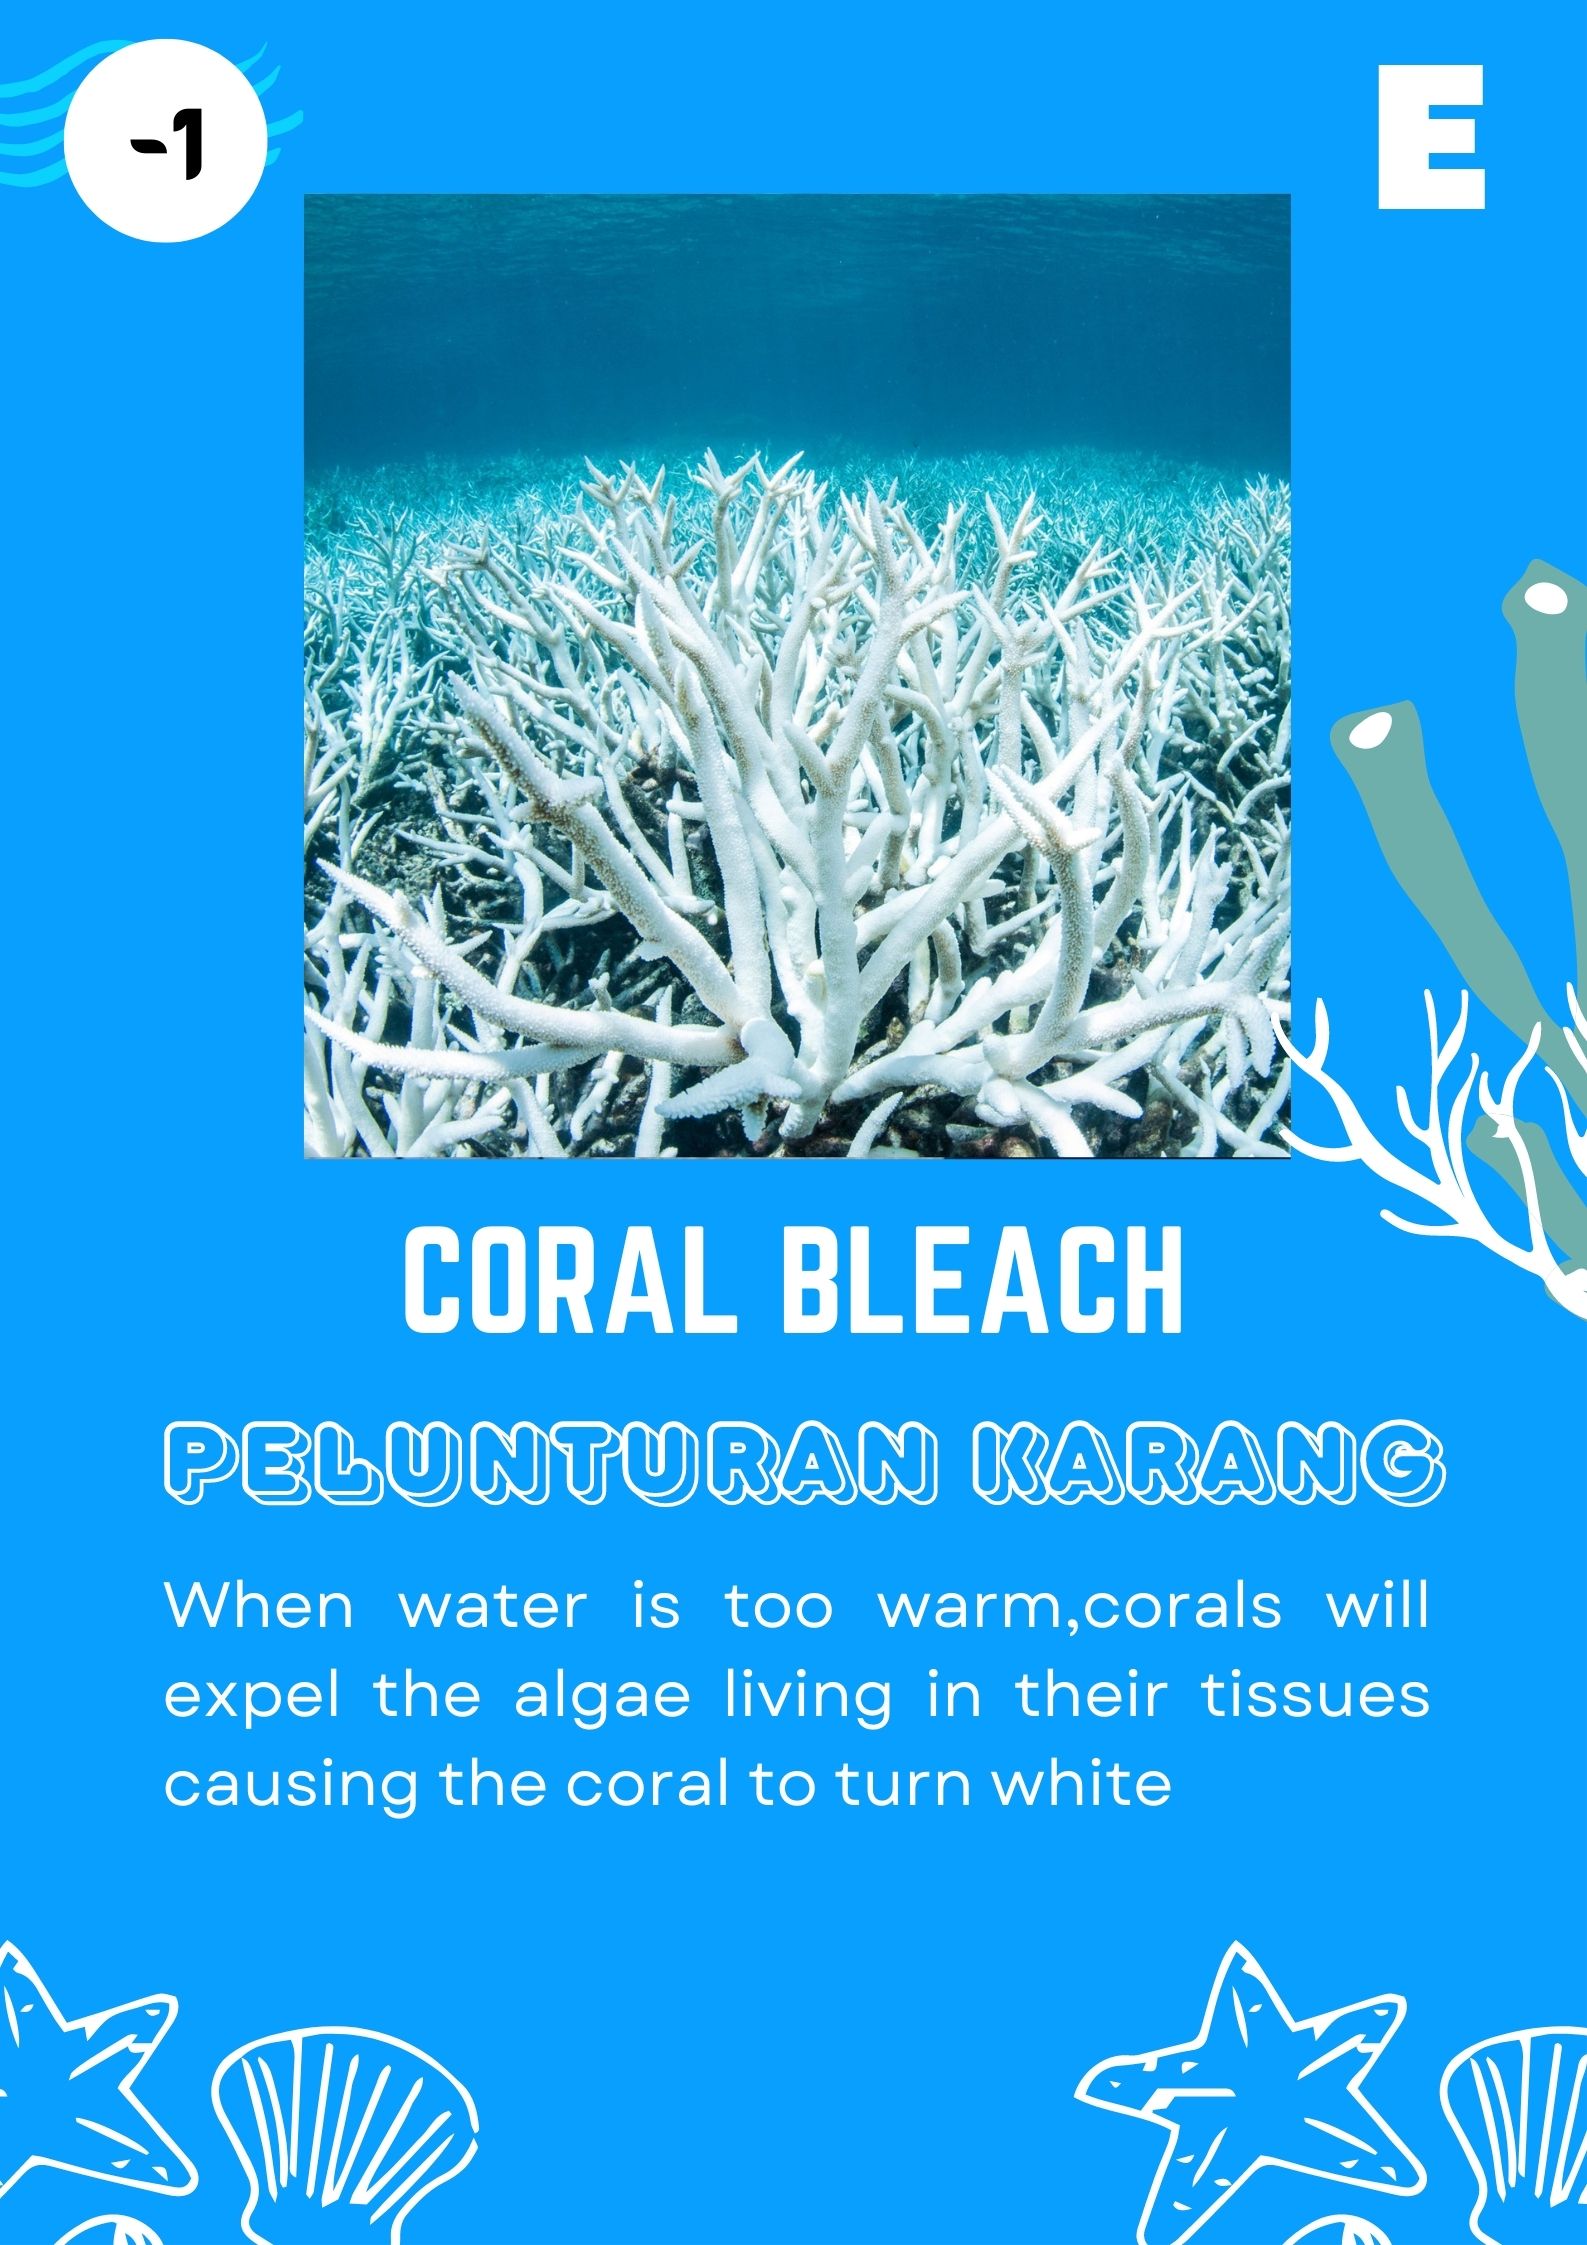 -1
E
CORAL BLEACH
PELUNTURAN KARANG
When water is too warm,corals will
expel the algae living in their tissues
causing the coral to turn white